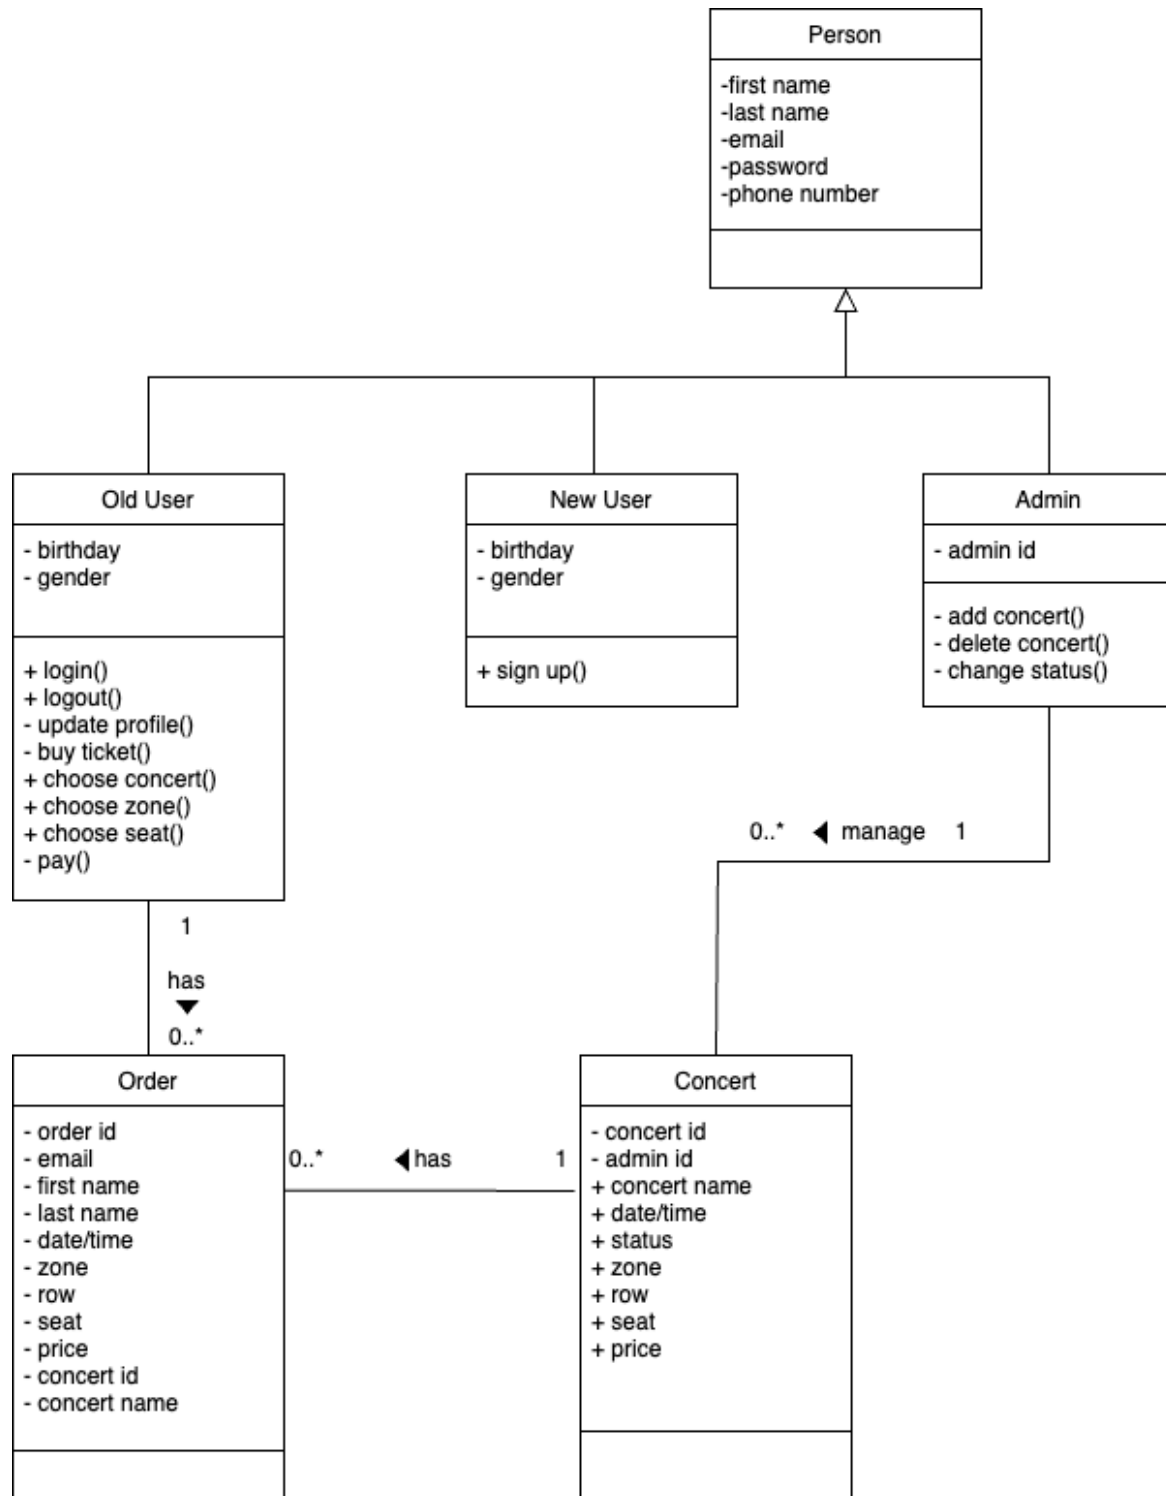 Person
-first name
-last name
-email
-password
-phone number
Old User
- birthday
- gender
+ login()
+ logout()
- update profile()
- buy ticket()
+ choose concert()
+ choose zone()
+ choose seat()
- pay()
New User
- birthday
- gender
+ sign up()
Admin
- admin id
- add concert()
- delete concert()
- change status()
0..* manage 1
1
has
0..*
Order
- order id
- email
- first name
- last name
- date/time
- zone
- row
- seat
- price
- concert id
- concert name
0..* has 1
Concert
- concert id
- admin id
+ concert name
+ date/time
+ status
+ zone
+ row
+ seat
+ price